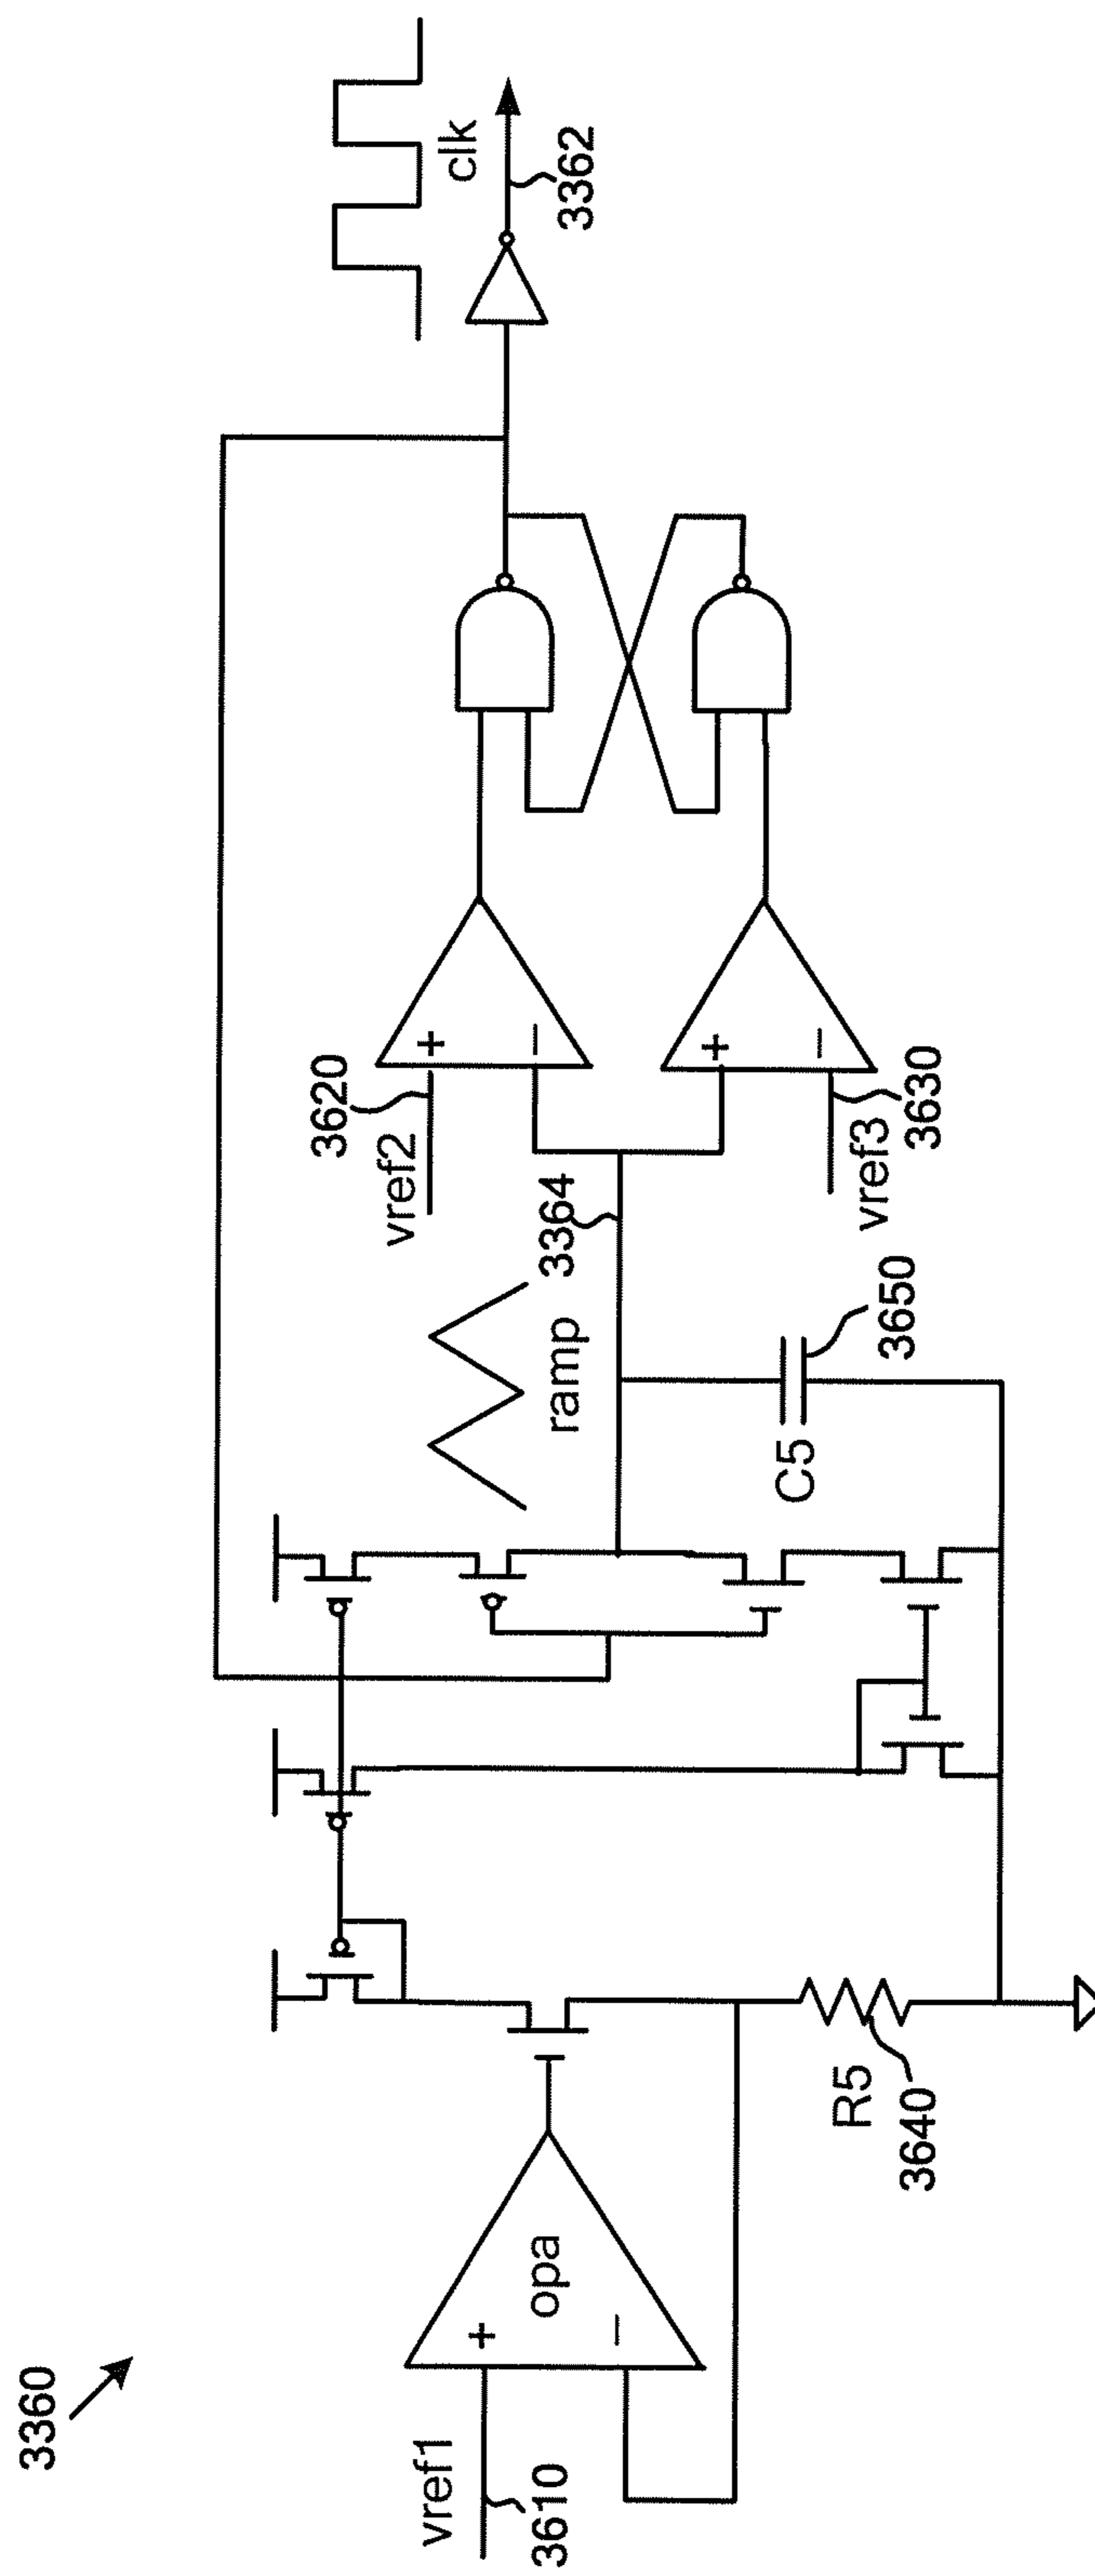 3360
vref1
3610
opa
+
−
R5
3640
C5
3650
ramp
3364
vref2
3620
+
−
+
−
vref3
3630
clk
3362